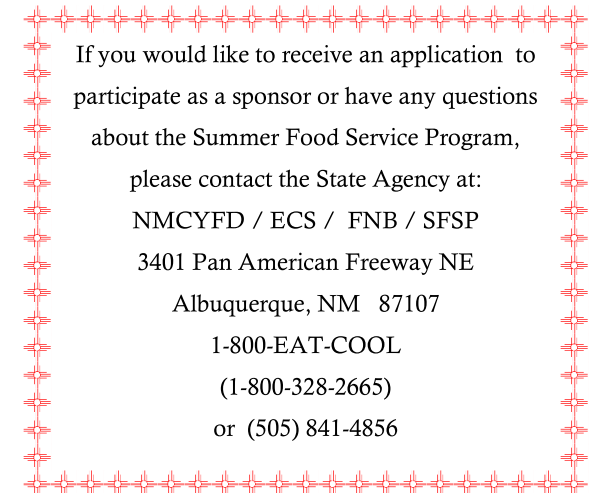 If you would like to receive an application  to
participate as a sponsor or have any questions
about the Summer Food Service Program,
please contact the State Agency at:
NMCYFD / ECS /  FNB / SFSP
3401 Pan American Freeway NE
Albuquerque, NM   87107
1-800-EAT-COOL
(1-800-328-2665)
or  (505) 841-4856